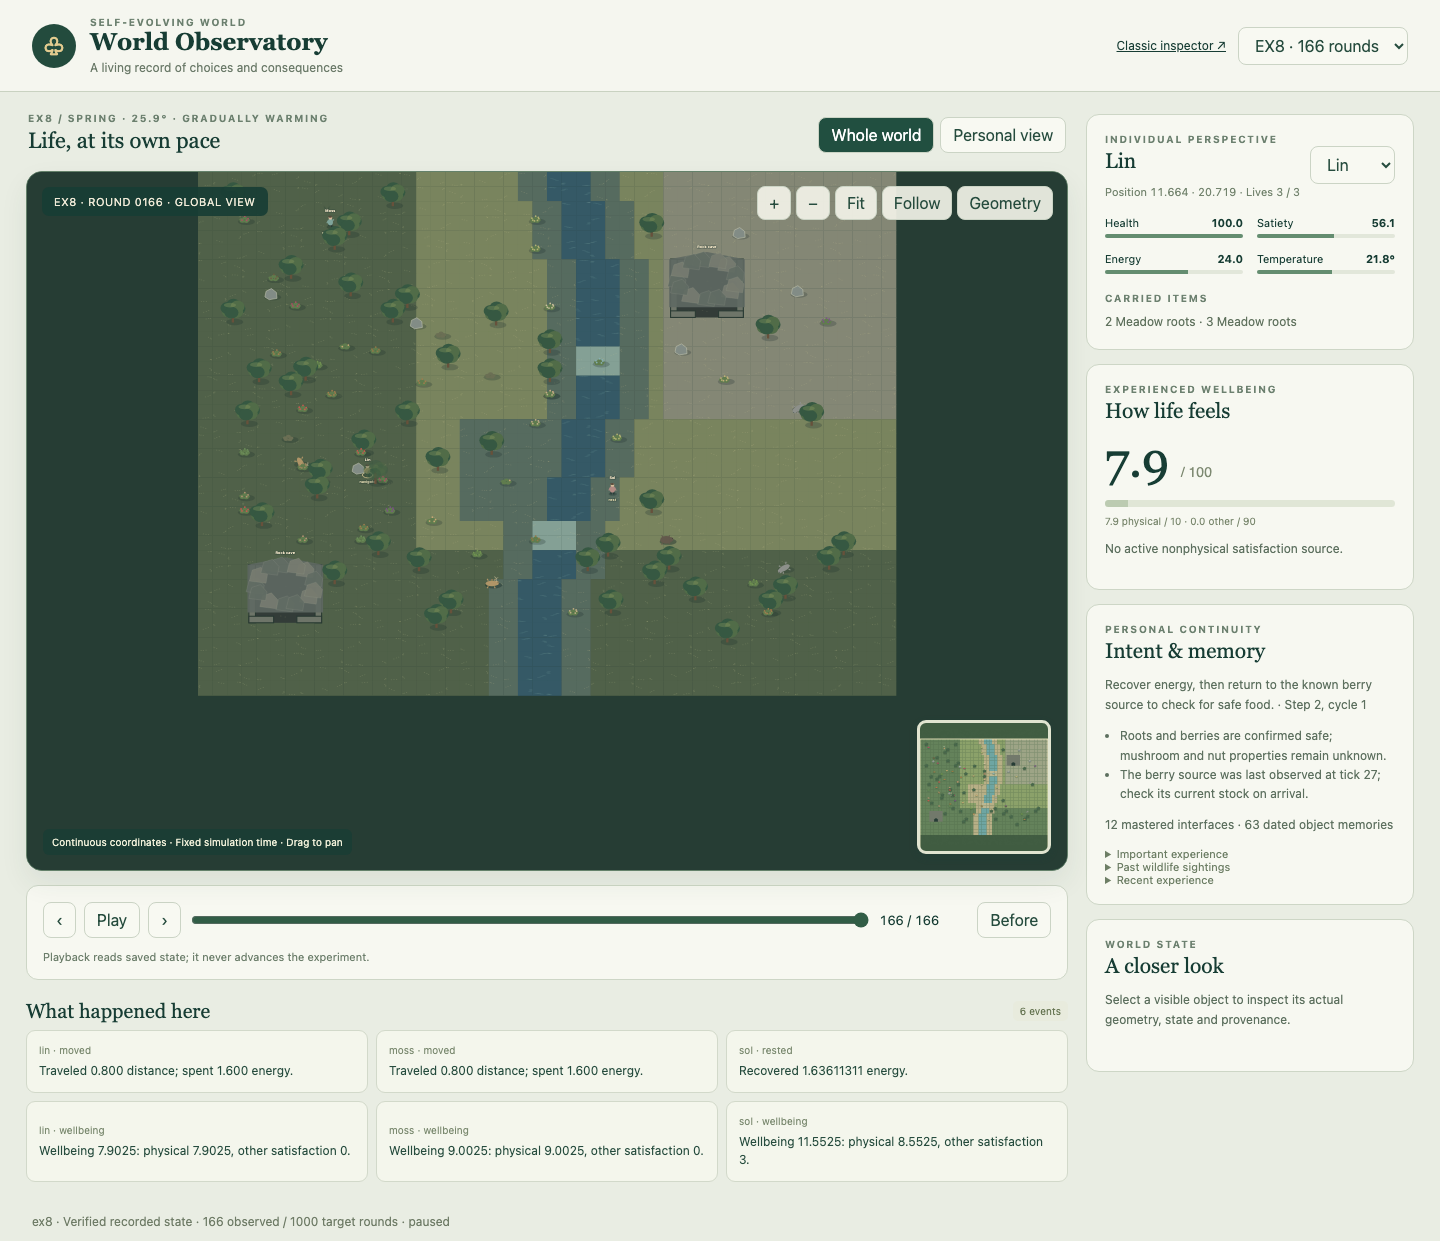 SELF-EVOLVING WORLD
World Observatory
A living record of choices and consequences
Classic inspector ↗
EX8 · 166 rounds
EX8 / SPRING · 25.9° · GRADUALLY WARMING
Life, at its own pace
Whole world
Personal view
EX8 · ROUND 0166 · GLOBAL VIEW
+
−
Fit
Follow
Geometry
Moss
Rock cave
Lin
Sol
Rock cave
Continuous coordinates · Fixed simulation time · Drag to pan
‹
Play
›
166 / 166
Before
Playback reads saved state; it never advances the experiment.
What happened here
6 events
lin · moved
Traveled 0.800 distance; spent 1.600 energy.
moss · moved
Traveled 0.800 distance; spent 1.600 energy.
sol · rested
Recovered 1.63611311 energy.
lin · wellbeing
Wellbeing 7.9025: physical 7.9025, other satisfaction 0.
moss · wellbeing
Wellbeing 9.0025: physical 9.0025, other satisfaction 0.
sol · wellbeing
Wellbeing 11.5525: physical 8.5525, other satisfaction
3.
INDIVIDUAL PERSPECTIVE
Lin
Lin
Position 11.664 · 20.719 · Lives 3 / 3
Health 100.0
Satiety 56.1
Energy 24.0
Temperature 21.8°
CARRIED ITEMS
2 Meadow roots · 3 Meadow roots
EXPERIENCED WELLBEING
How life feels
7.9 / 100
7.9 physical / 10 · 0.0 other / 90
No active nonphysical satisfaction source.
PERSONAL CONTINUITY
Intent & memory
Recover energy, then return to the known berry
source to check for safe food. · Step 2, cycle 1
• Roots and berries are confirmed safe;
mushroom and nut properties remain unknown.
• The berry source was last observed at tick 27;
check its current stock on arrival.
12 mastered interfaces · 63 dated object memories
▶ Important experience
▶ Past wildlife sightings
▶ Recent experience
WORLD STATE
A closer look
Select a visible object to inspect its actual
geometry, state and provenance.
ex8 · Verified recorded state · 166 observed / 1000 target rounds · paused